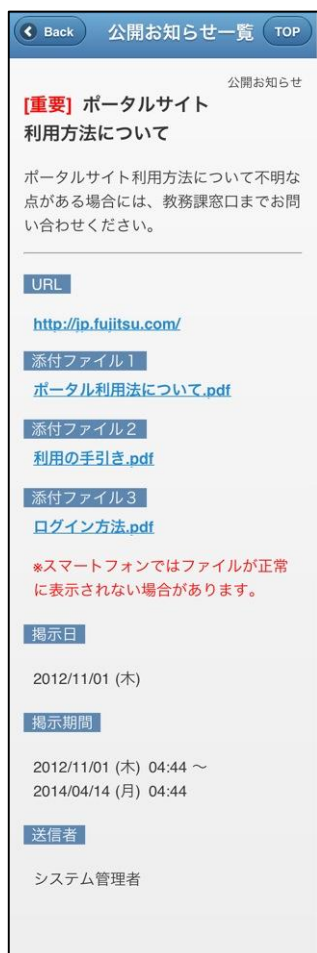 Back
公開お知らせ一覧
TOP
公開お知らせ
[重要] ポータルサイト
利用方法について
ポータルサイト利用方法について不明な
点がある場合には、教務課窓口までお問
い合わせください。
URL
http://jp.fujitsu.com/
添付ファイル１
ポータル利用法について.pdf
添付ファイル２
利用の手引き.pdf
添付ファイル３
ログイン方法.pdf
※スマートフォンではファイルが正常
に表示されない場合があります。
掲示日
2012/11/01 (木)
掲示期間
2012/11/01 (木) 04:44 〜
2014/04/14 (月) 04:44
送信者
システム管理者